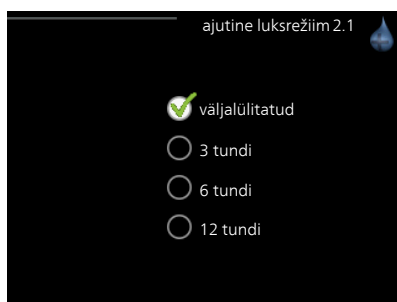 ajutine luksrežiim 2.1
väljalülitatud
3 tundi
6 tundi
12 tundi